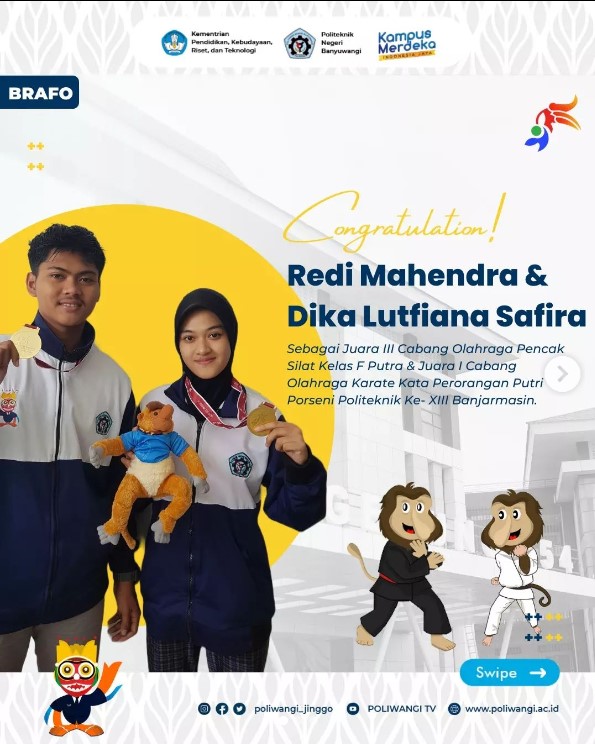 Kementerian
Pendidikan, Kebudayaan,
Riset, dan Teknologi
Politeknik
Negeri
Banyuwangi
Kampus
Merdeka
INDONESIA JAYA
BRAFO
Congratulation!
Redi Mahendra &
Dika Lutfiana Safira
Sebagai Juara III Cabang Olahraga Pencak
Silat Kelas F Putra & Juara I Cabang
Olahraga Karate Kata Perorangan Putri
Porseni Politeknik Ke- XIII Banjarmasin.
Swipe
poliwangi_jinggo
POLIWANGI TV
www.poliwangi.ac.id